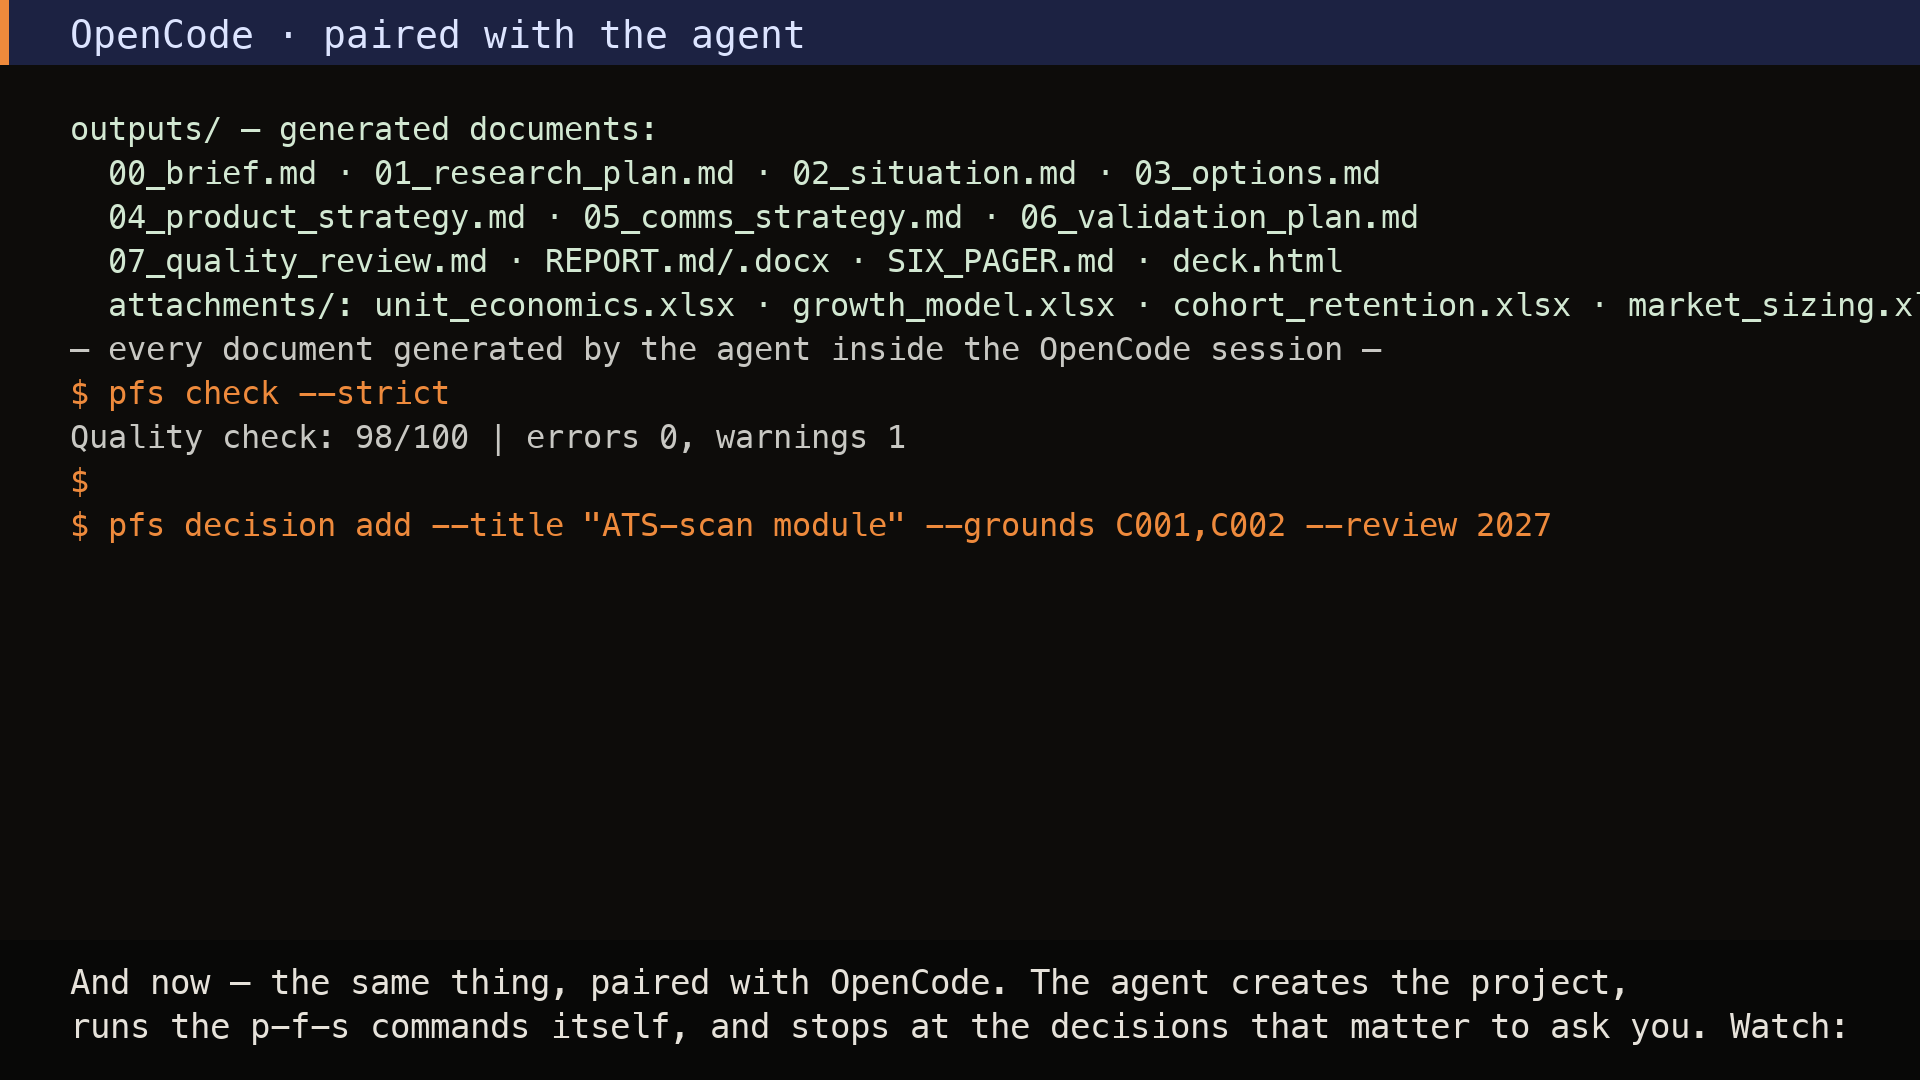 OpenCode · paired with the agent
outputs/ — generated documents:
00_brief.md · 01_research_plan.md · 02_situation.md · 03_options.md
04_product_strategy.md · 05_comms_strategy.md · 06_validation_plan.md
07_quality_review.md · REPORT.md/.docx · SIX_PAGER.md · deck.html
attachments/: unit_economics.xlsx · growth_model.xlsx · cohort_retention.xlsx · market_sizing.xl
— every document generated by the agent inside the OpenCode session —
$ pfs check --strict
Quality check: 98/100 | errors 0, warnings 1
$
$ pfs decision add --title "ATS-scan module" --grounds C001,C002 --review 2027
And now — the same thing, paired with OpenCode. The agent creates the project,
runs the p-f-s commands itself, and stops at the decisions that matter to ask you. Watch: